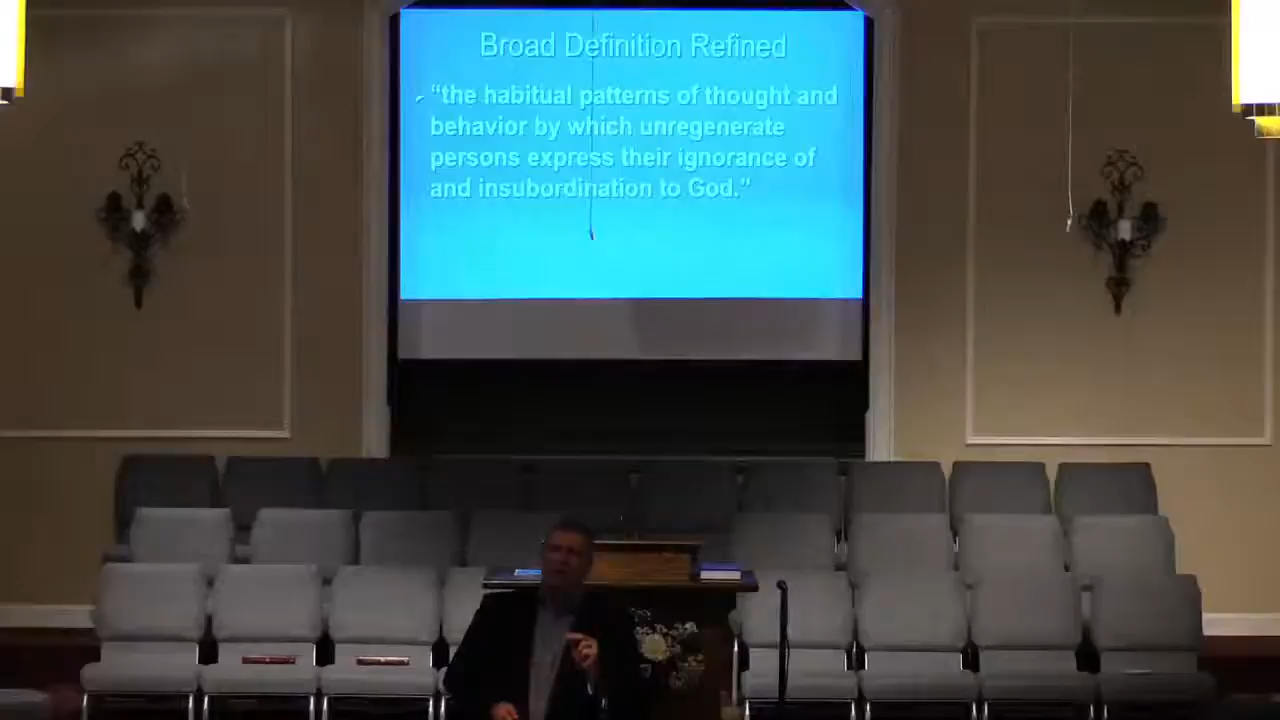 Broad Definition Refined
“the habitual patterns of thought and
behavior by which unregenerate
persons express their ignorance of
and insubordination to God.”